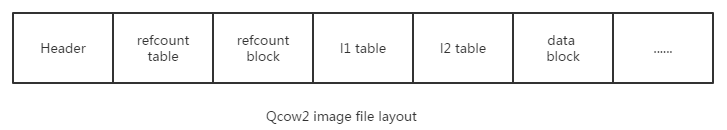 Header
refcount
table
refcount
block
l1 table
l2 table
data
block
......
Qcow2 image file layout